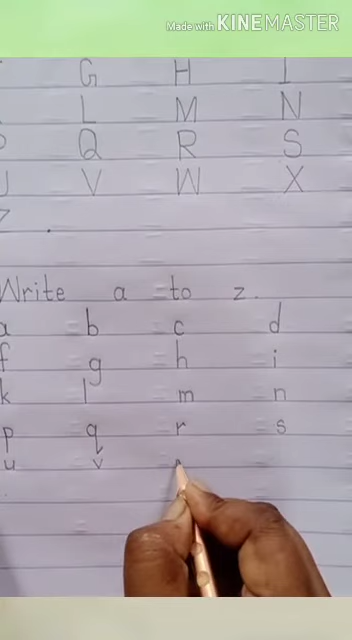 Made with KINEMASTER
G H I
L M N
Q R S
V W X
Z .
Write a to z.
a b c d
f g h i
k l m n
p q r s
u v